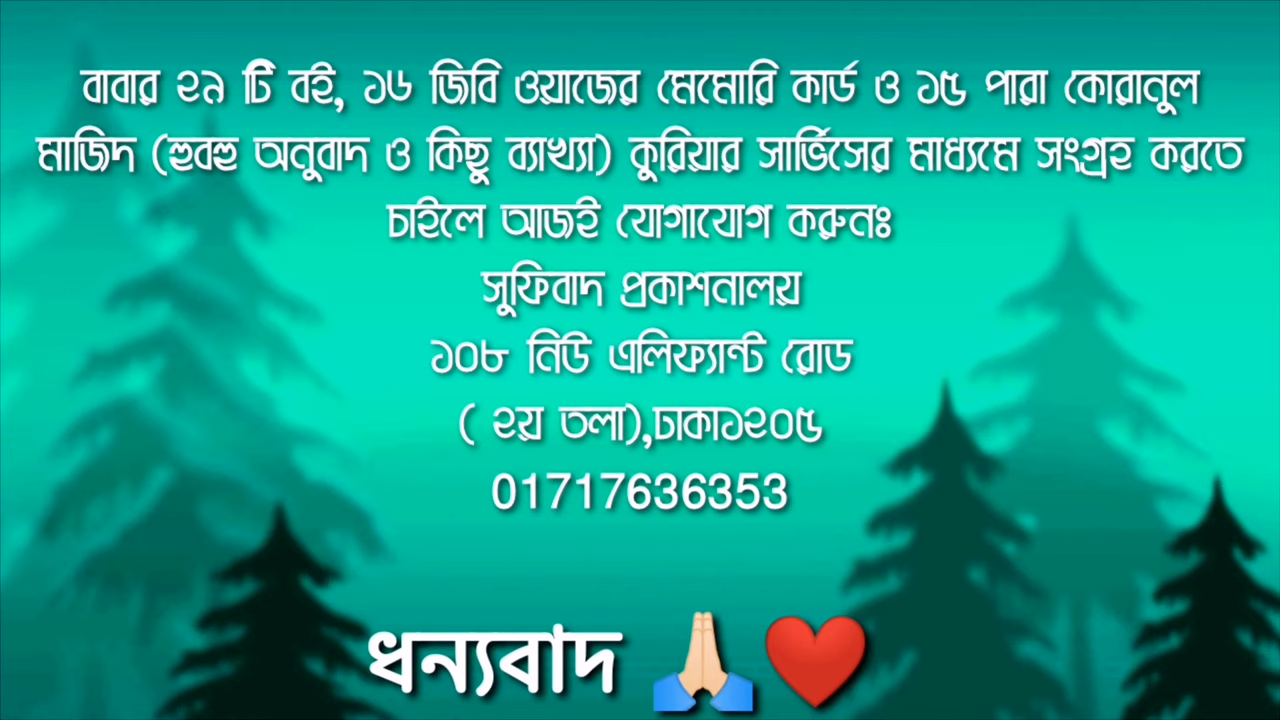 বাবার ২৯ টি বই, ১৬ জিবি ওয়াজের মেমোরি কার্ড ও ১৫ পারা কোরানুল
মাজিদ (হুবহু অনুবাদ ও কিছু ব্যাখ্যা) কুরিয়ার সার্ভিসের মাধ্যমে সংগ্রহ করতে
চাইলে আজই যোগাযোগ করুনঃ
সুফিবাদ প্রকাশনালয়
১০৮ নিউ এলিফ্যান্ট রোড
( ২য় তলা),ঢাকা১২০৫
01717636353
ধন্যবাদ 🙏🏻❤️